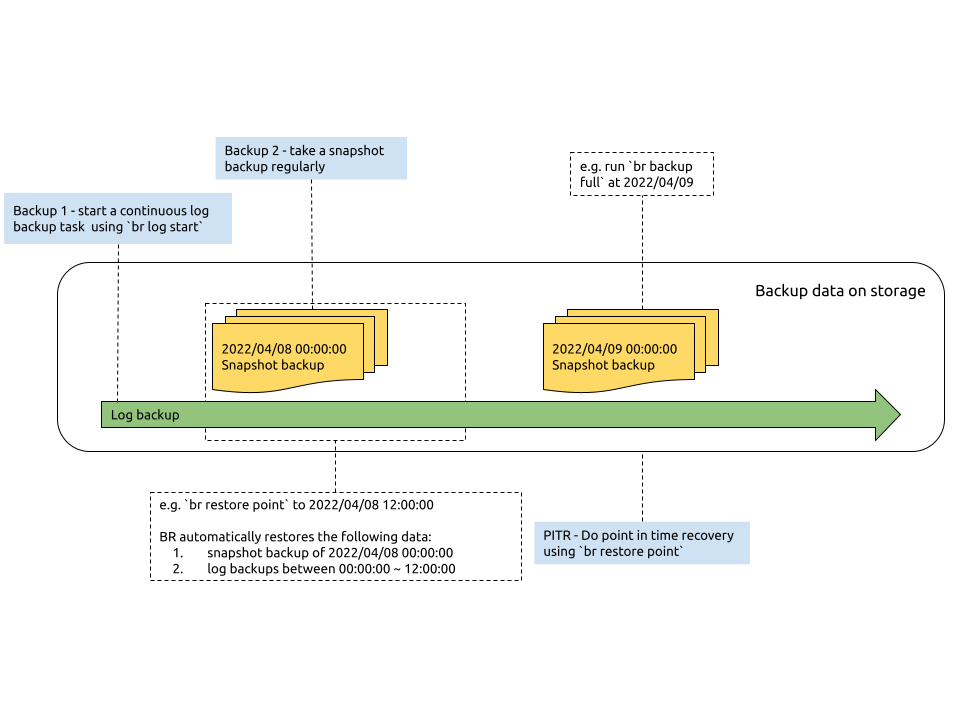 Backup 2 - take a snapshot
backup regularly
e.g. run `br backup
full` at 2022/04/09
Backup 1 - start a continuous log
backup task  using `br log start`
Backup data on storage
2022/04/08 00:00:00
Snapshot backup
2022/04/09 00:00:00
Snapshot backup
Log backup
e.g. `br restore point` to 2022/04/08 12:00:00
BR automatically restores the following data:
1. snapshot backup of 2022/04/08 00:00:00
2. log backups between 00:00:00 ~ 12:00:00
PITR - Do point in time recovery
using `br restore point`